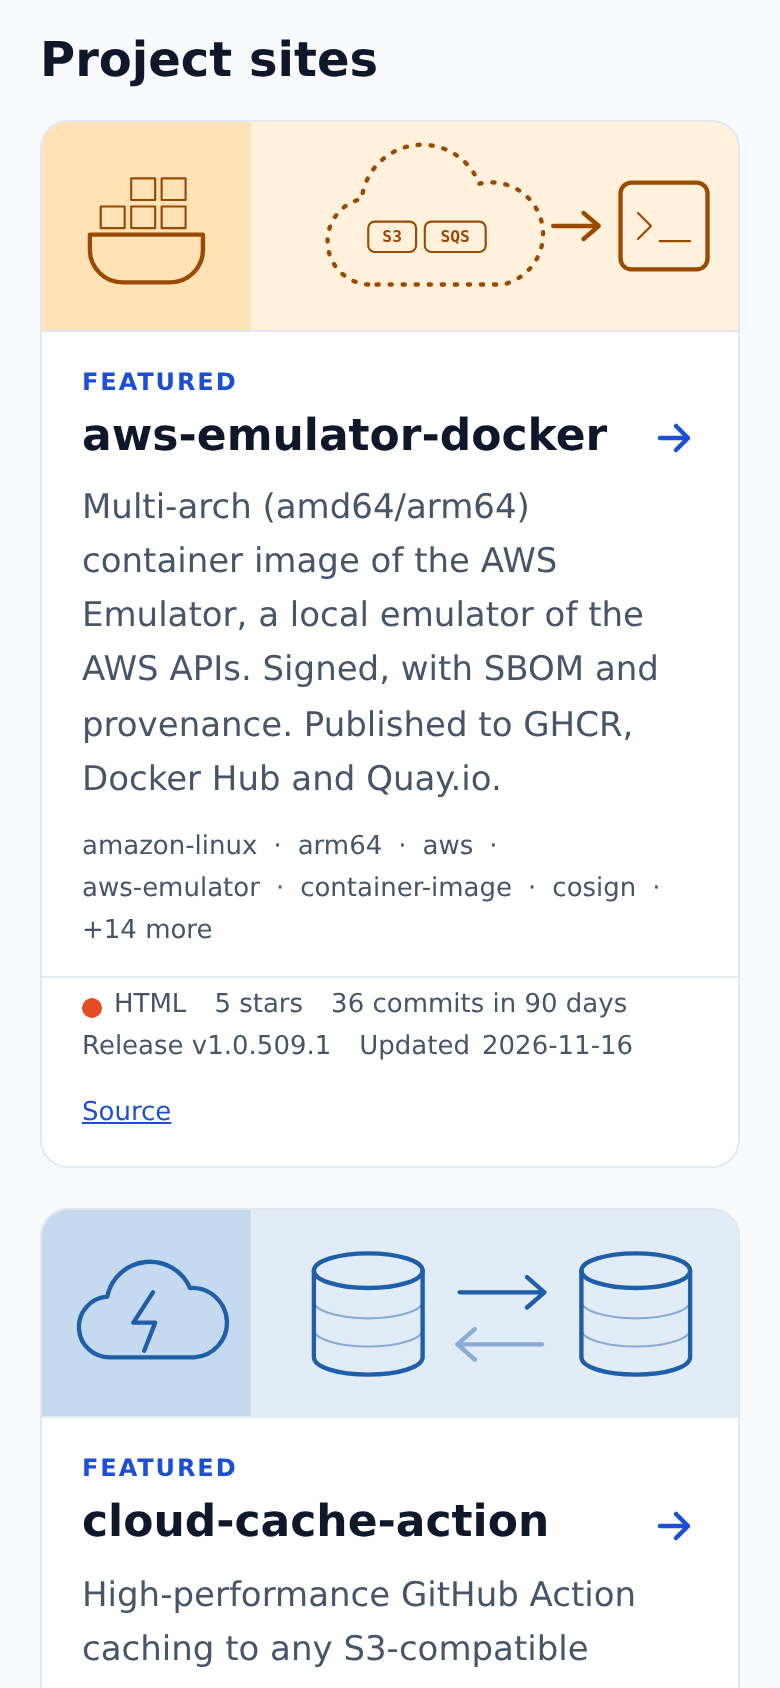 Project sites
S3 SQS
FEATURED
aws-emulator-docker
Multi-arch (amd64/arm64)
container image of the AWS
Emulator, a local emulator of the
AWS APIs. Signed, with SBOM and
provenance. Published to GHCR,
Docker Hub and Quay.io.
amazon-linux · arm64 · aws ·
aws-emulator · container-image · cosign ·
+14 more
HTML 5 stars 36 commits in 90 days
Release v1.0.509.1 Updated 2026-11-16
Source
FEATURED
cloud-cache-action
High-performance GitHub Action
caching to any S3-compatible